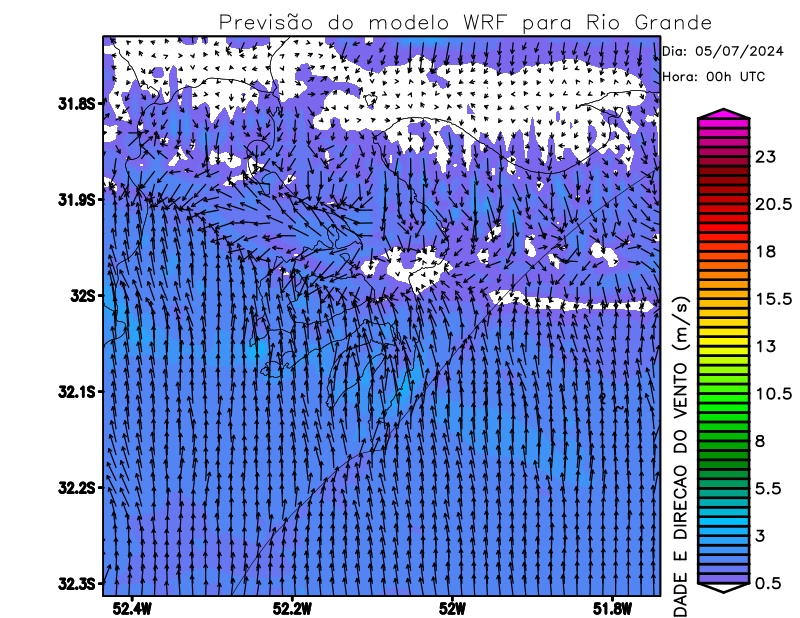 Previsão do modelo WRF para Rio Grande
Dia: 05/07/2024
Hora: 00h UTC
31.8S
31.9S
32S
32.1S
32.2S
32.3S
52.4W
52.2W
52W
51.8W
23
20.5
18
15.5
13
10.5
8
5.5
3
0.5
DADE E DIRECAO DO VENTO (m/s)